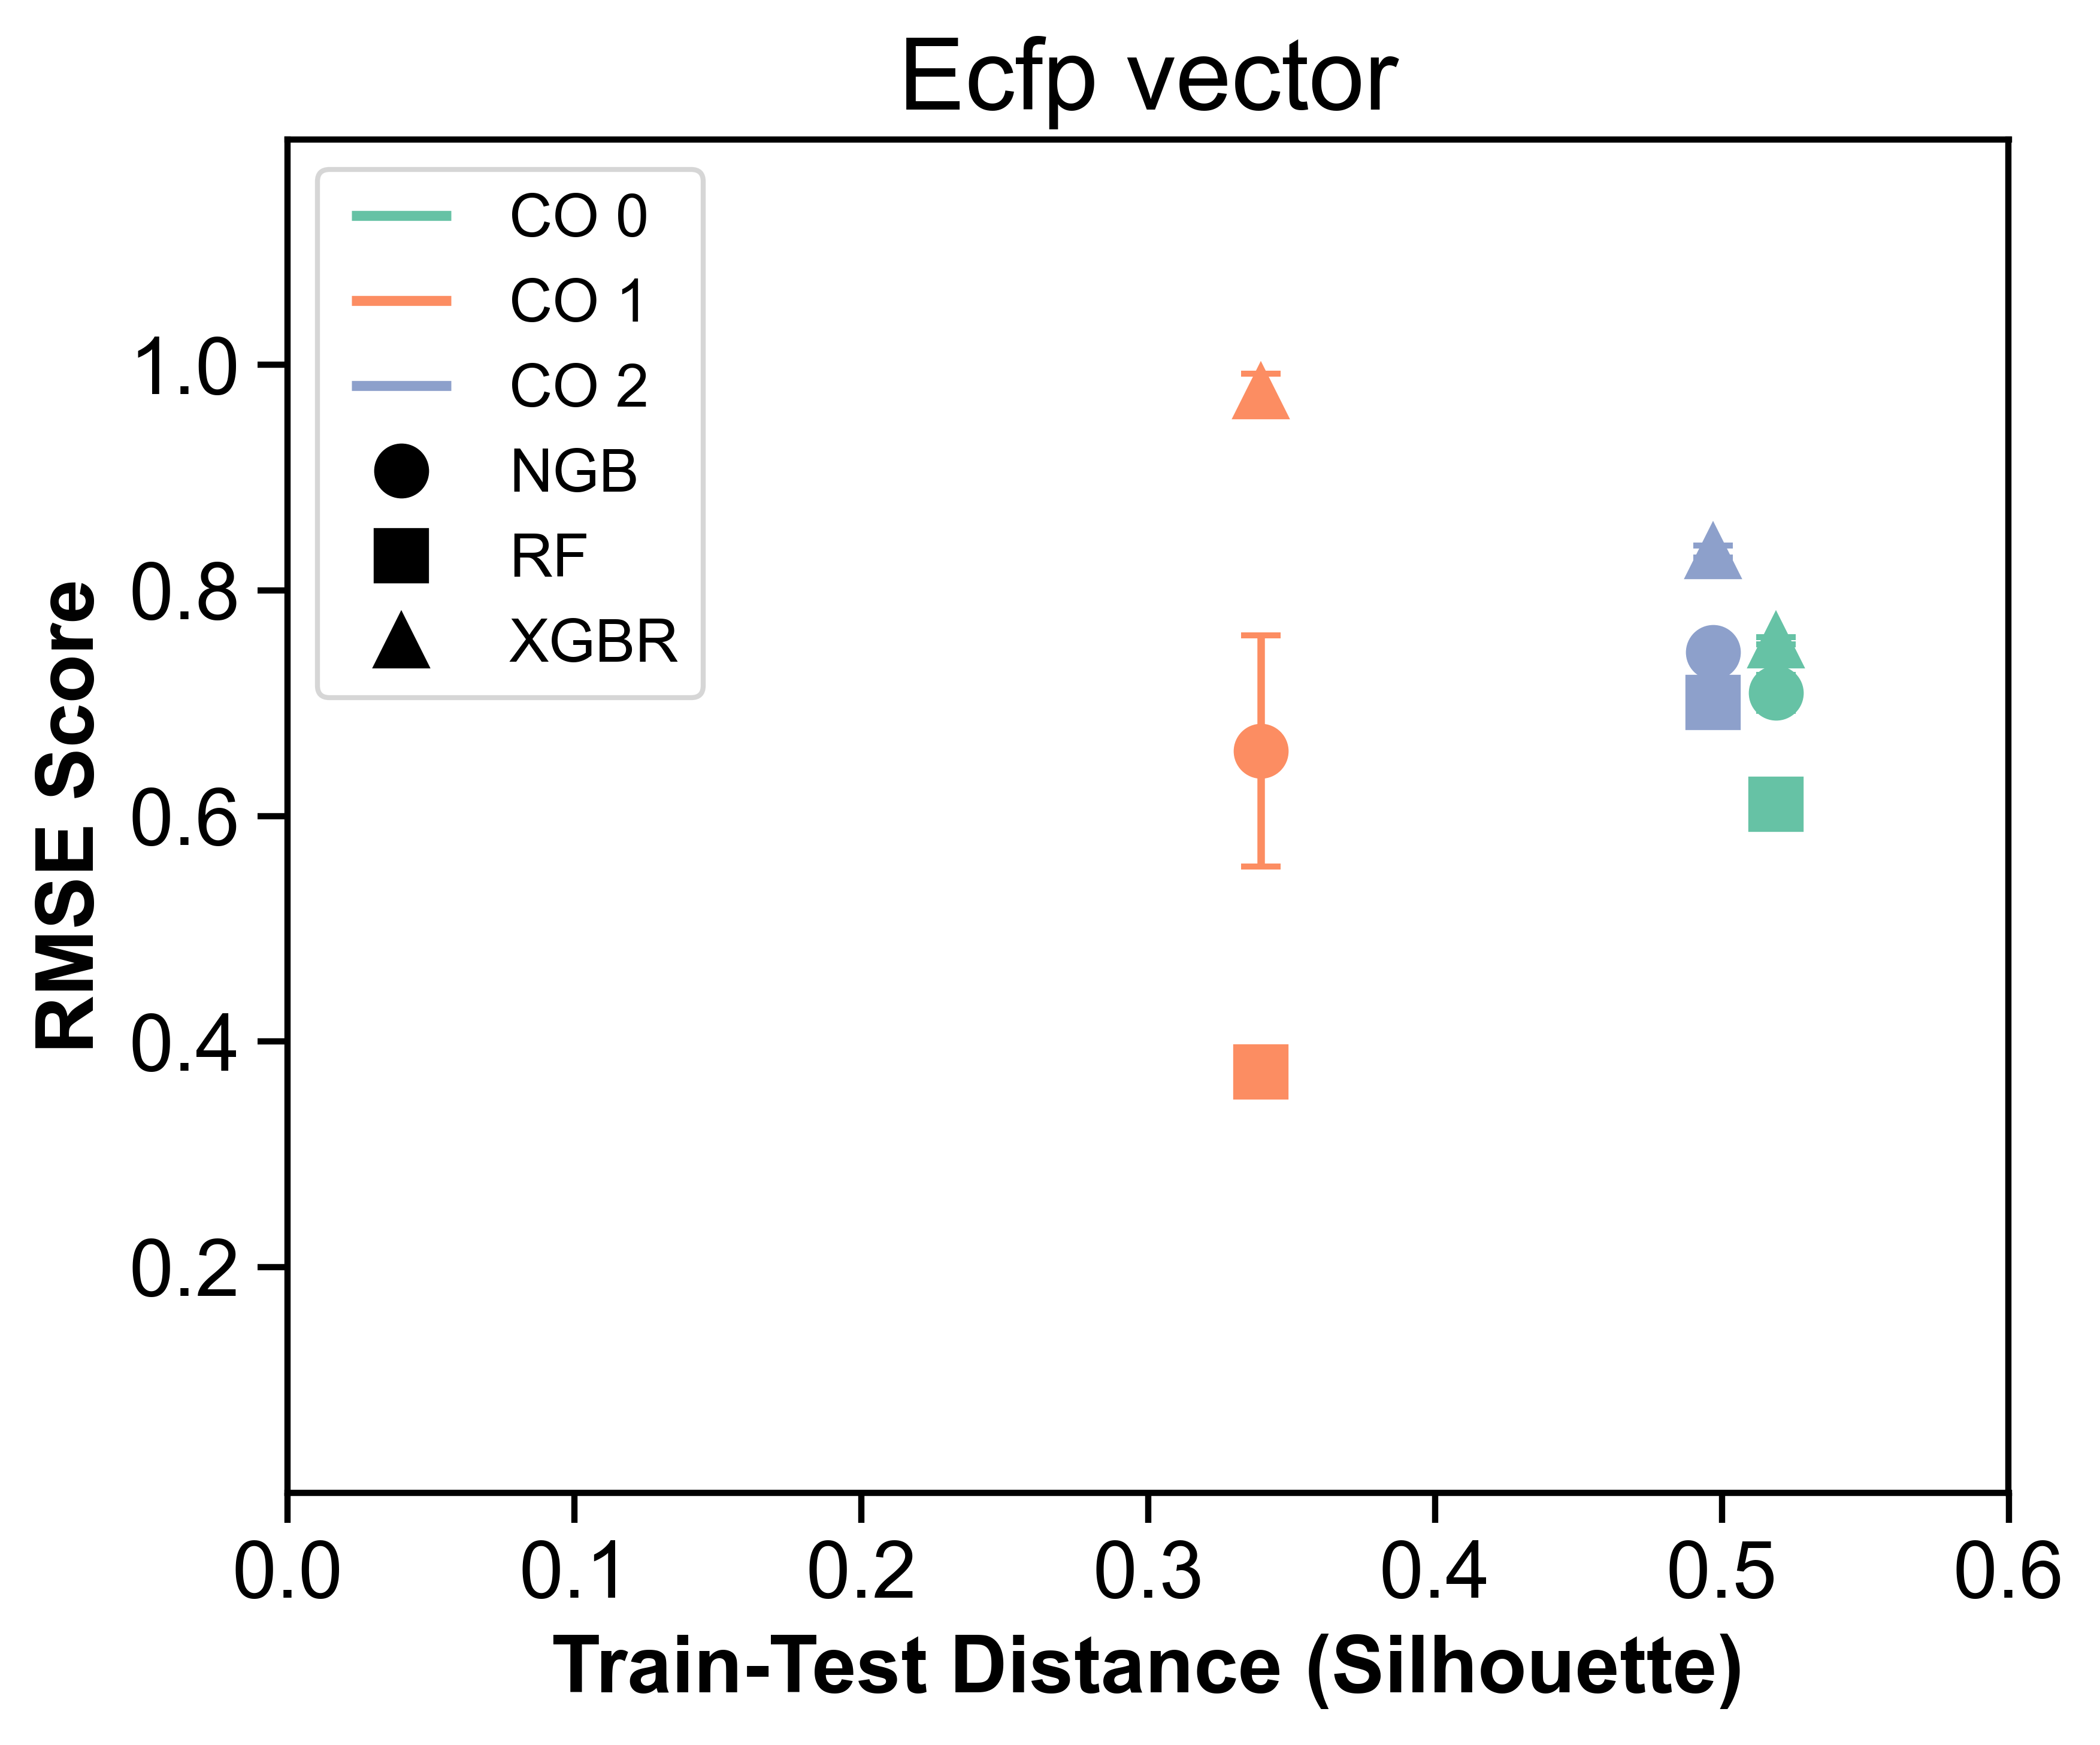 Ecfp vector
CO 0
CO 1
CO 2
NGB
RF
XGBR
RMSE Score
1.0
0.8
0.6
0.4
0.2
0.0 0.1 0.2 0.3 0.4 0.5 0.6
Train-Test Distance (Silhouette)